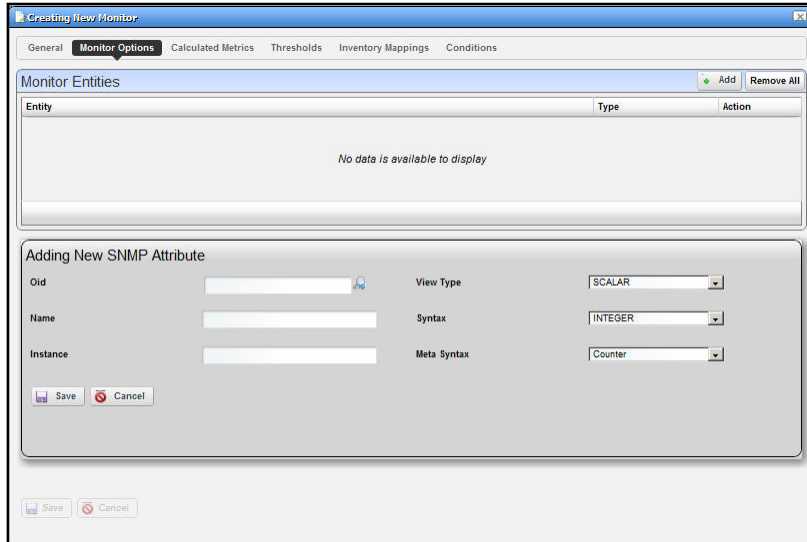 Creating New Monitor
General Monitor Options Calculated Metrics Thresholds Inventory Mappings Conditions
Monitor Entities Add Remove All
Entity Type Action
No data is available to display
Adding New SNMP Attribute
Oid View Type SCALAR
Name Syntax INTEGER
Instance Meta Syntax Counter
Save Cancel
Save Cancel